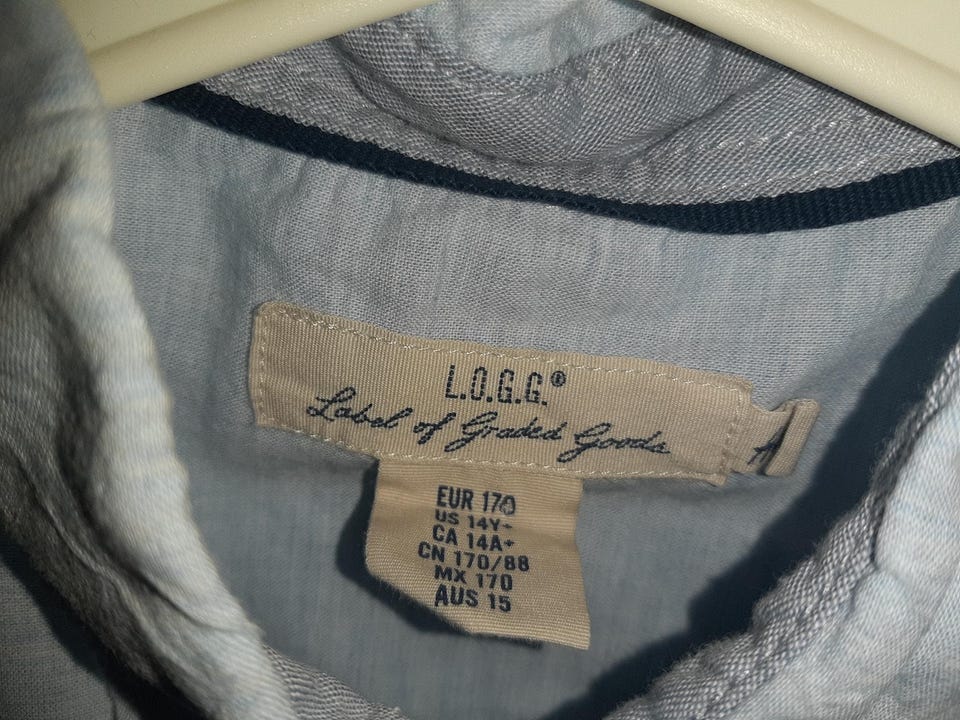 L.O.G.G.®
Label of Graded Goods
EUR 170
US 14Y+
CA 14A+
CN 170/88
MX 170
AUS 15